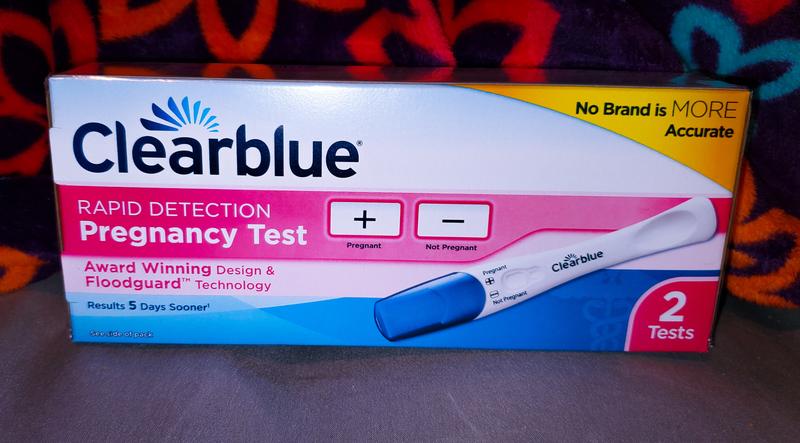 No Brand is MORE
Accurate
Clearblue®
RAPID DETECTION
Pregnancy Test
+
Pregnant
−
Not Pregnant
Award Winning Design &
Floodguard™ Technology
Results 5 Days Sooner¹
See side of pack
Pregnant
+
−
Not Pregnant
Clearblue
2
Tests